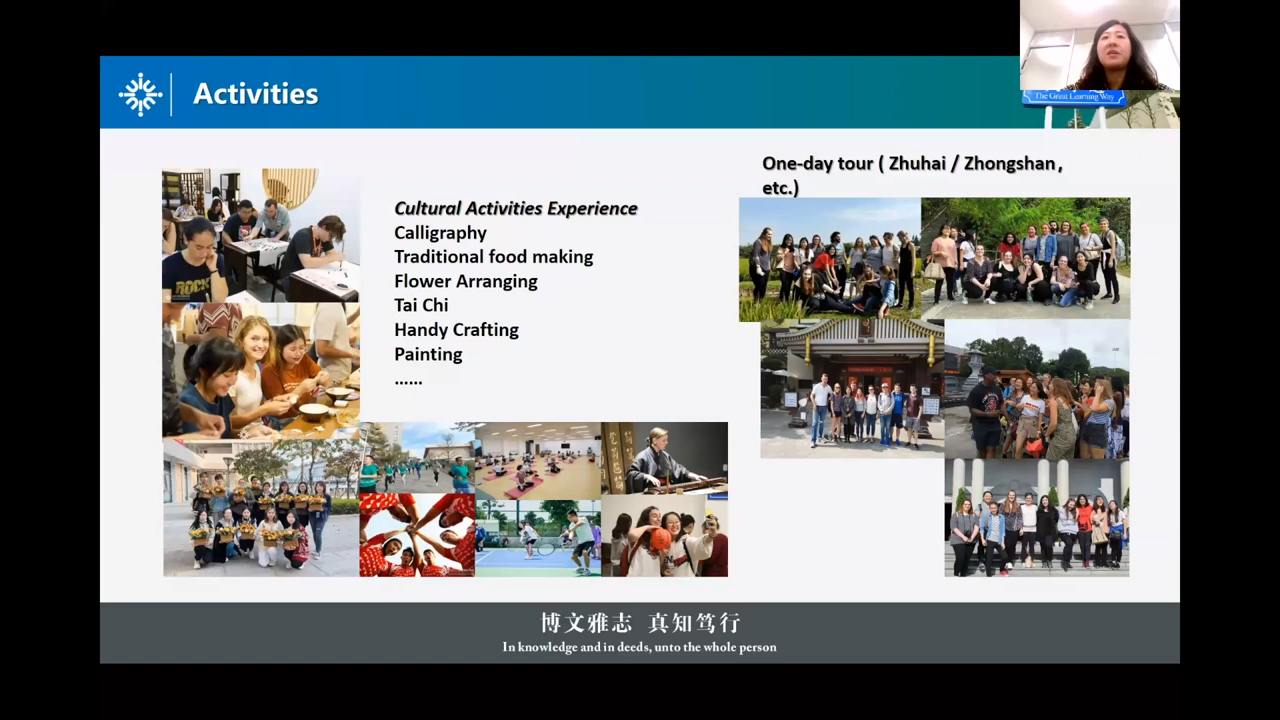 The Great Learning Way
Activities
One-day tour ( Zhuhai / Zhongshan,
etc.)
Cultural Activities Experience
Calligraphy
Traditional food making
Flower Arranging
Tai Chi
Handy Crafting
Painting
......
ROCK
博文雅志 真知笃行
In knowledge and in deeds, unto the whole person